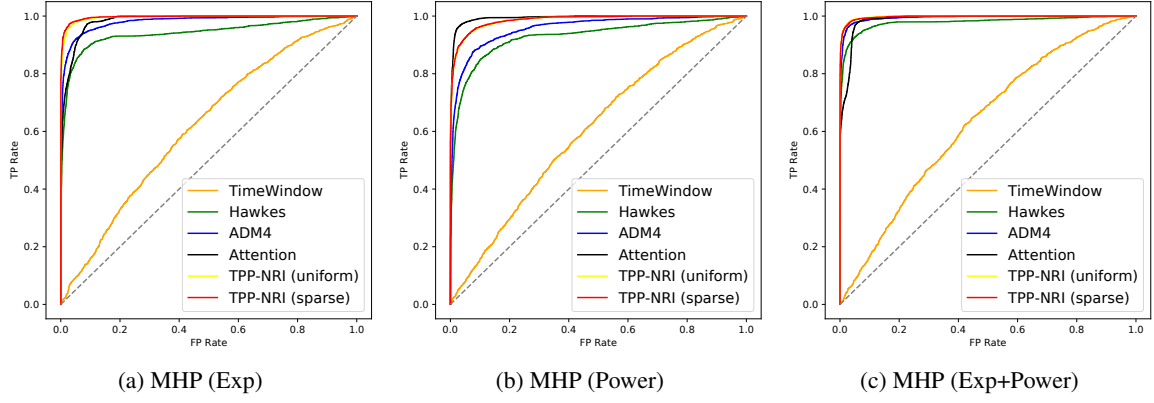 1.0
0.8
0.6
0.4
0.2
0.0
TP Rate
0.0 0.2 0.4 0.6 0.8 1.0
FP Rate
TimeWindow
Hawkes
ADM4
Attention
TPP-NRI (uniform)
TPP-NRI (sparse)
(a) MHP (Exp)
1.0
0.8
0.6
0.4
0.2
0.0
TP Rate
0.0 0.2 0.4 0.6 0.8 1.0
FP Rate
TimeWindow
Hawkes
ADM4
Attention
TPP-NRI (uniform)
TPP-NRI (sparse)
(b) MHP (Power)
1.0
0.8
0.6
0.4
0.2
0.0
TP Rate
0.0 0.2 0.4 0.6 0.8 1.0
FP Rate
TimeWindow
Hawkes
ADM4
Attention
TPP-NRI (uniform)
TPP-NRI (sparse)
(c) MHP (Exp+Power)